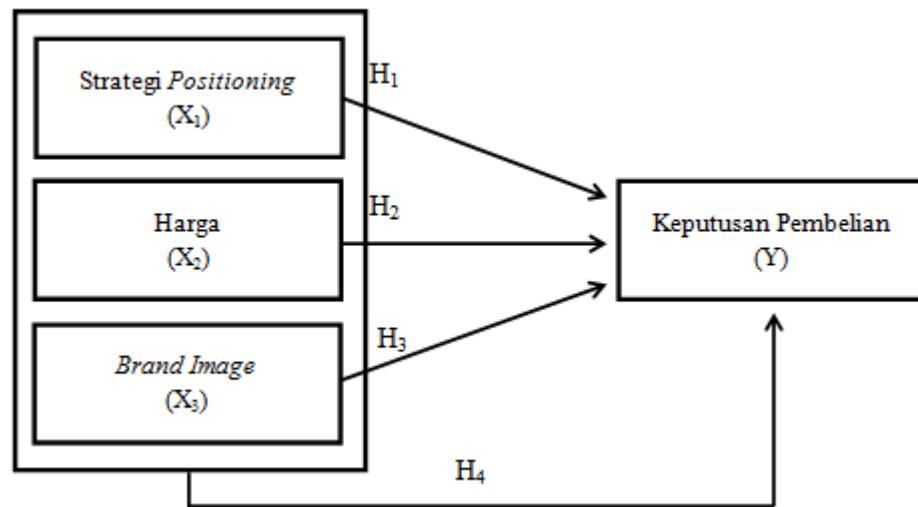 Strategi Positioning
(X₁)
H₁
Harga
(X₂)
H₂
Brand Image
(X₃)
H₃
Keputusan Pembelian
(Y)
H₄